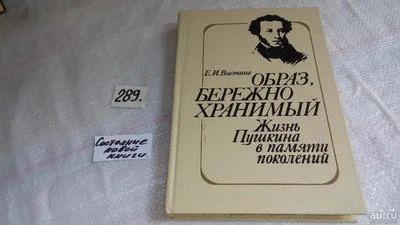 Е.И. Высочина
ОБРАЗ,
БЕРЕЖНО
ХРАНИМЫЙ
Жизнь
Пушкина
в памяти
поколений
289.
Состояние
новой
книги.
au.ru